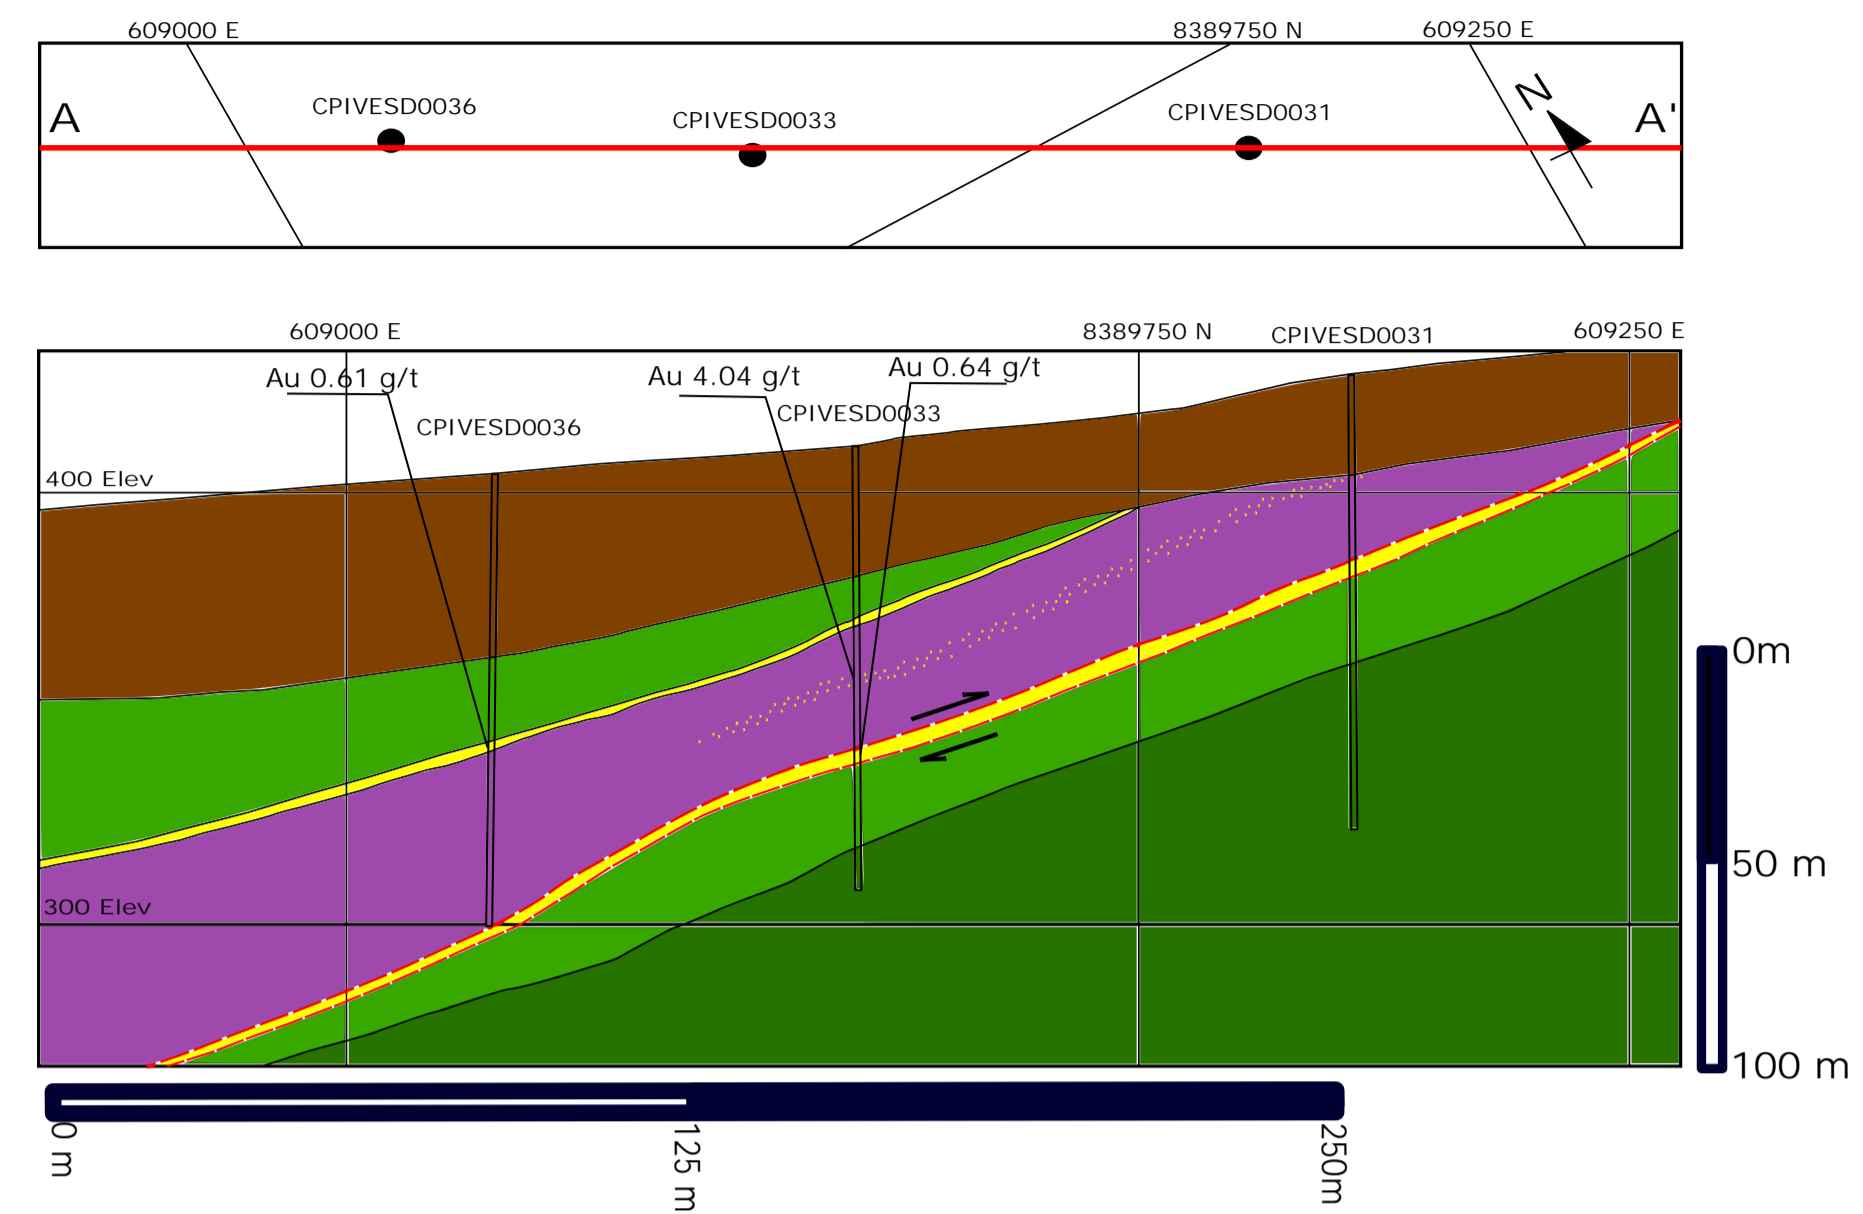 609000 E
8389750 N
609250 E
CPIVESD0036
CPIVESD0033
CPIVESD0031
N
A
A'
609000 E
8389750 N
CPIVESD0031
609250 E
Au 0.61 g/t
Au 4.04 g/t
Au 0.64 g/t
CPIVESD0036
CPIVESD0033
400 Elev
300 Elev
0m
50 m
100 m
0 m
125 m
250m